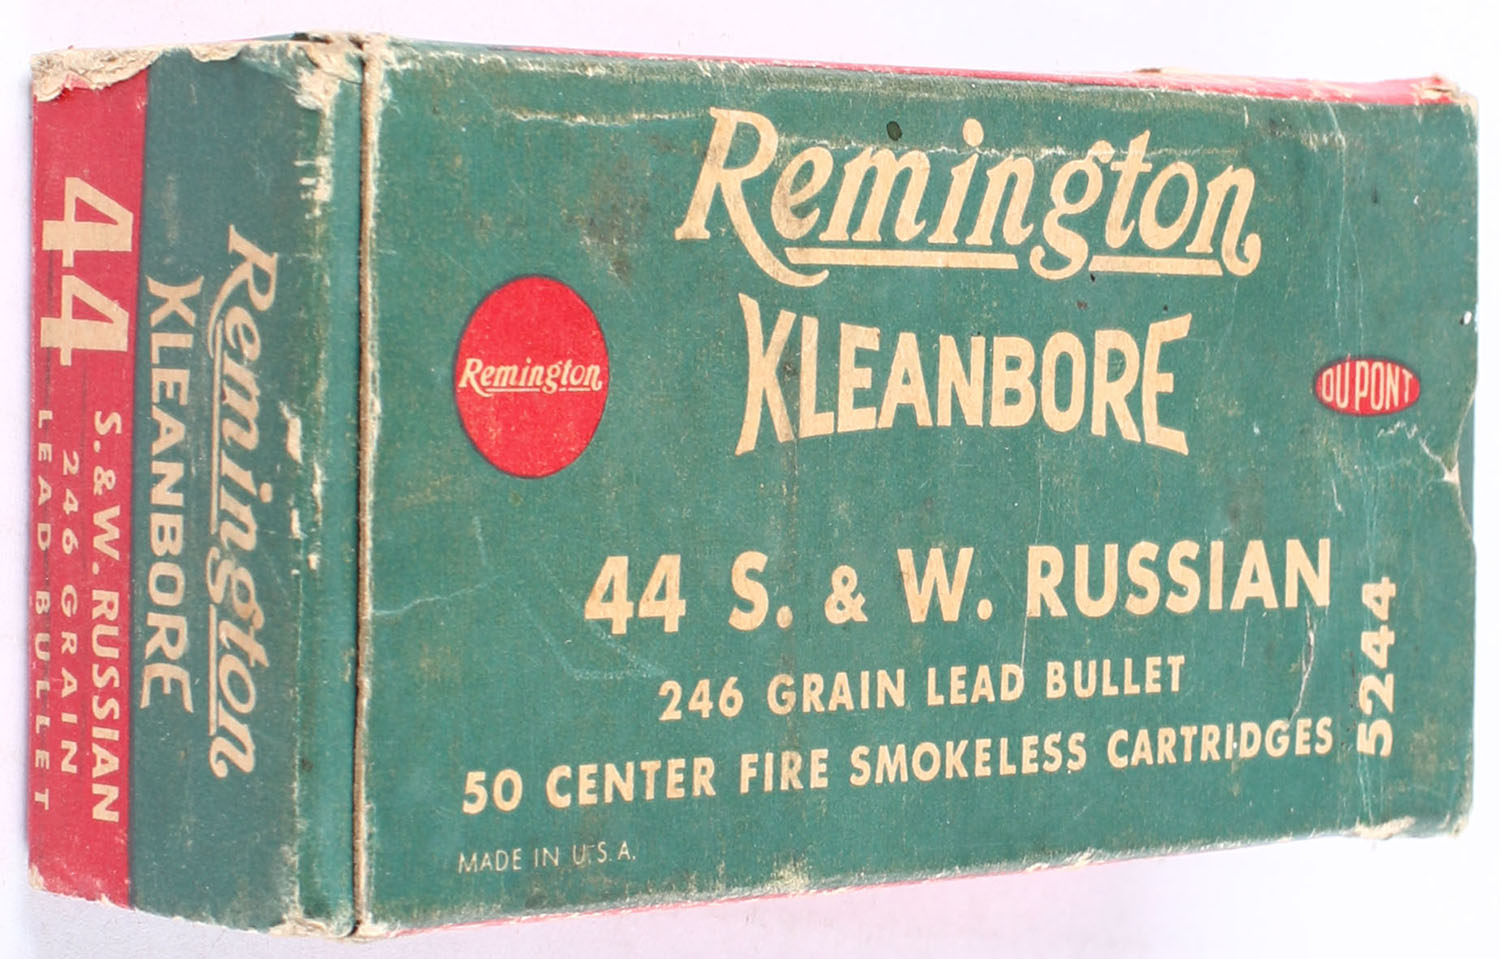 Remington
KLEANBORE
Remington
DU PONT
44 S. & W. RUSSIAN
246 GRAIN LEAD BULLET
50 CENTER FIRE SMOKELESS CARTRIDGES
5244
MADE IN U.S.A.
Remington
KLEANBORE
44 S. & W. RUSSIAN
246 GRAIN
LEAD BULLET